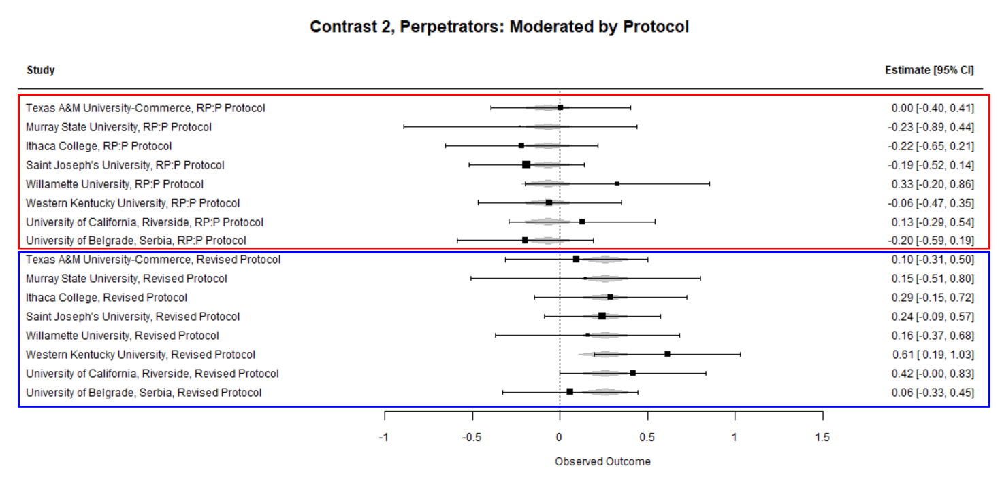 Contrast 2, Perpetrators: Moderated by Protocol
Study Estimate [95% CI]
Texas A&M University-Commerce, RP:P Protocol 0.00 [-0.40, 0.41]
Murray State University, RP:P Protocol -0.23 [-0.89, 0.44]
Ithaca College, RP:P Protocol -0.22 [-0.65, 0.21]
Saint Joseph's University, RP:P Protocol -0.19 [-0.52, 0.14]
Willamette University, RP:P Protocol 0.33 [-0.20, 0.86]
Western Kentucky University, RP:P Protocol -0.06 [-0.47, 0.35]
University of California, Riverside, RP:P Protocol 0.13 [-0.29, 0.54]
University of Belgrade, Serbia, RP:P Protocol -0.20 [-0.59, 0.19]
Texas A&M University-Commerce, Revised Protocol 0.10 [-0.31, 0.50]
Murray State University, Revised Protocol 0.15 [-0.51, 0.80]
Ithaca College, Revised Protocol 0.29 [-0.15, 0.72]
Saint Joseph's University, Revised Protocol 0.24 [-0.09, 0.57]
Willamette University, Revised Protocol 0.16 [-0.37, 0.68]
Western Kentucky University, Revised Protocol 0.61 [ 0.19, 1.03]
University of California, Riverside, Revised Protocol 0.42 [-0.00, 0.83]
University of Belgrade, Serbia, Revised Protocol 0.06 [-0.33, 0.45]
-1 -0.5 0 0.5 1 1.5
Observed Outcome